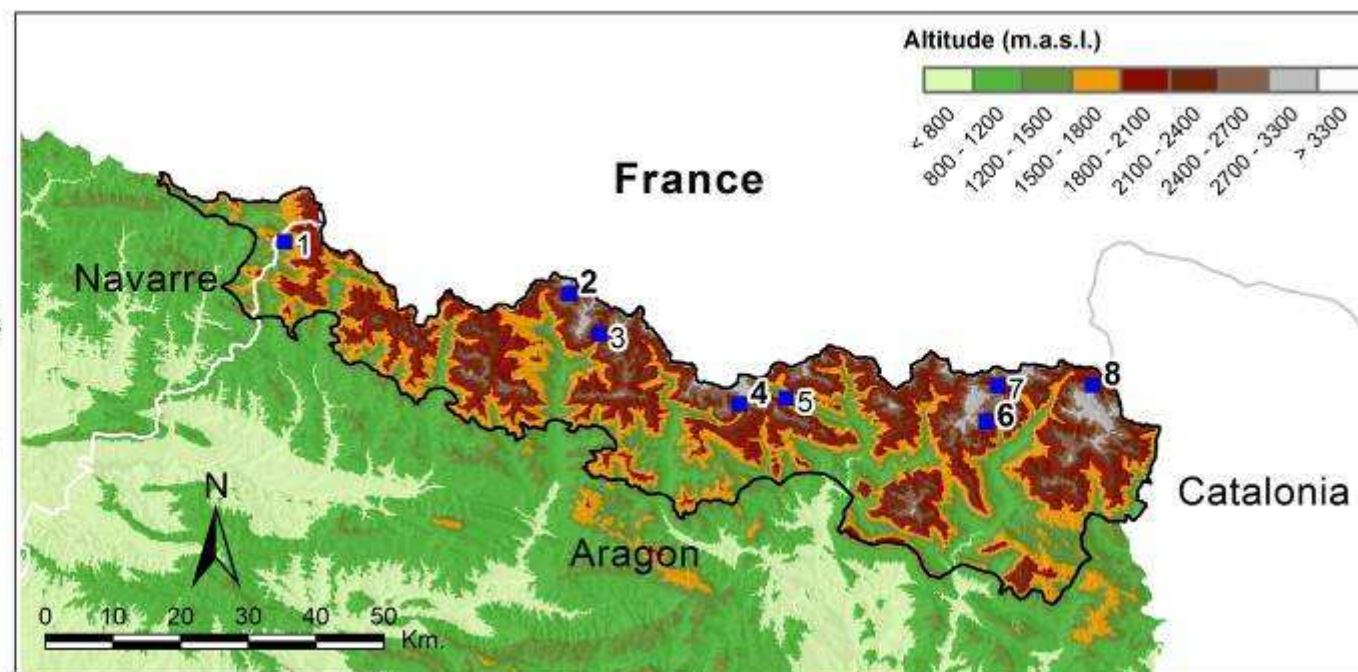 Altitude (m.a.s.l.)
< 800
800 - 1200
1200 - 1500
1500 - 1800
1800 - 2100
2100 - 2400
2400 - 2700
2700 - 3300
> 3300
France
1
Navarre
2
3
4
5
7
8
6
Catalonia
N
Aragon
0 10 20 30 40 50
Km.